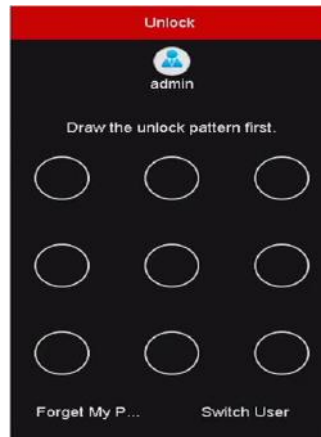 Unlock
admin
Draw the unlock pattern first.
Forget My P...
Switch User